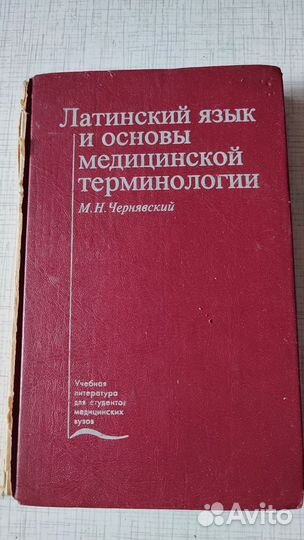 Латинский язык
и основы
медицинской
терминологии
М.Н.Чернявский
Учебная
литература
для студентов
медицинских
вузов
Avito